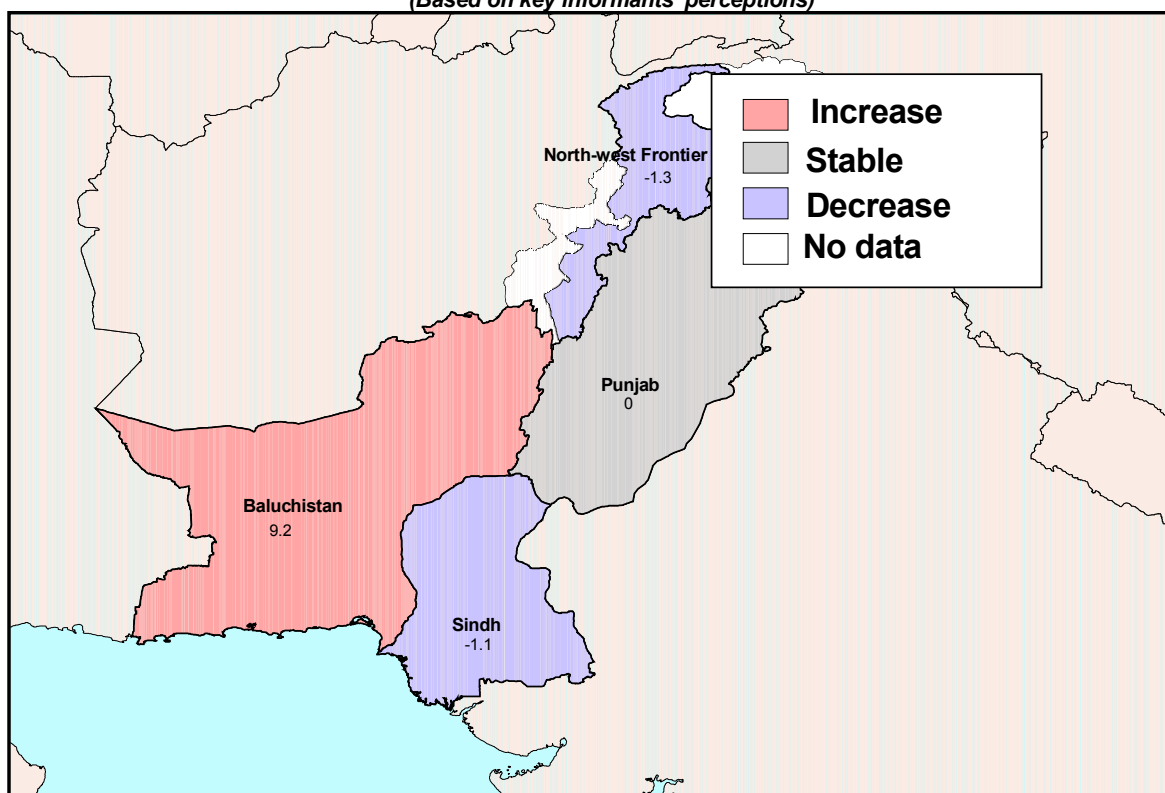 (Based on key informants' perceptions)
Increase
Stable
Decrease
No data
North-west Frontier
-1.3
Punjab
0
Baluchistan
9.2
Sindh
-1.1